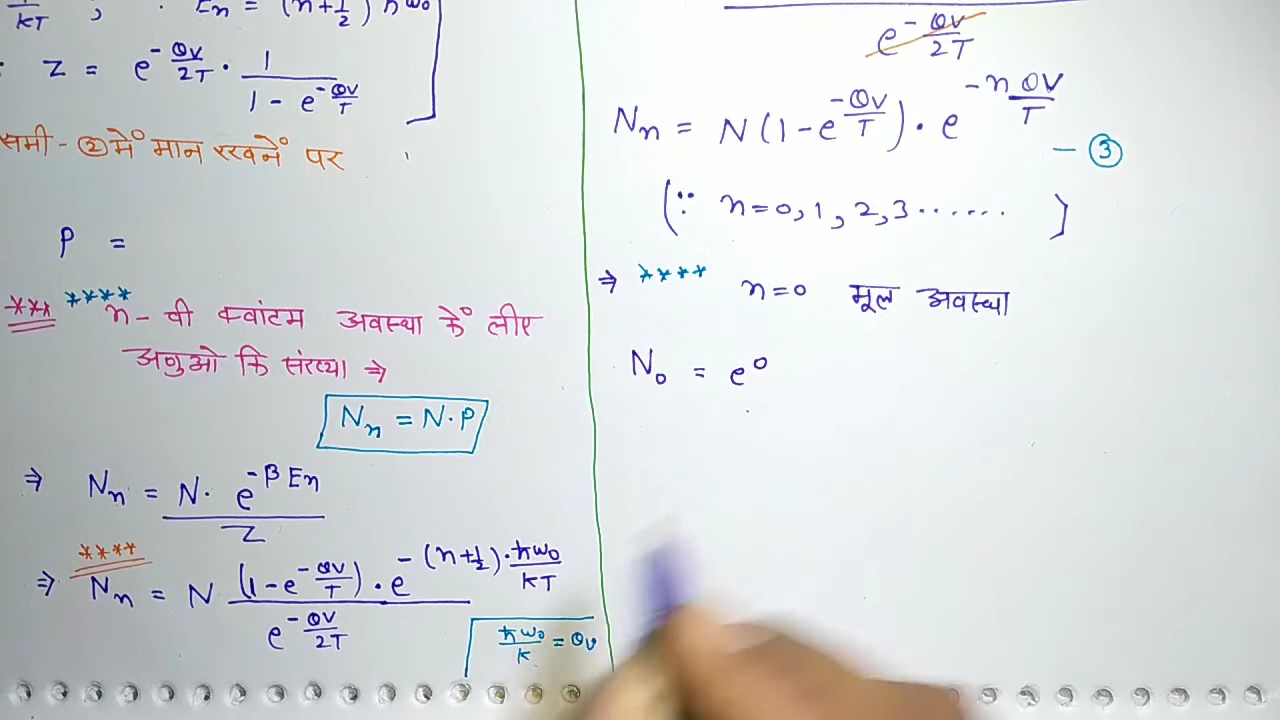 /kT , ∵ En = (n+1/2) ħω₀
: Z = e^(-θv/2T) · 1/(1 - e^(-θv/T))
समी - ② में मान रखनें पर
P =
*** **** n - वी क्वांटम अवस्था कें लीए
अनुओ कि संख्या ⇒
Nn = N·P
⇒ Nn = N· e^(-β En)/Z
****
⇒ Nn = N (1-e^(-θv/T)) · e^(-(n+1/2)·ħω₀/kT) / e^(-θv/2T)
ħω₀/k = θv
e^(-θv/2T)
Nn = N(1-e^(-θv/T)) · e^(-nθv/T) — ③
(∵ n=0,1,2,3...... )
⇒ **** n=0 मूल अवस्था
N₀ = e⁰